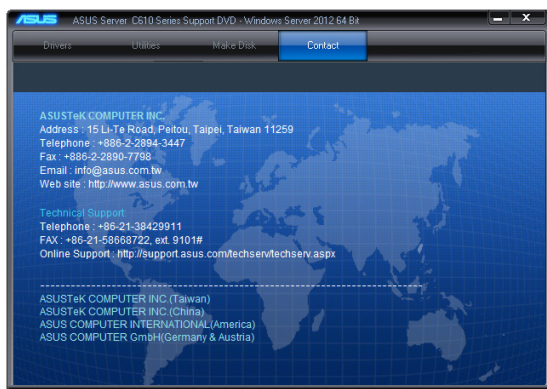 ASUS ASUS Server C610 Series Support DVD - Windows Server 2012 64 Bit
Drivers Utilities Make Disk Contact
ASUSTeK COMPUTER INC.
Address : 15 Li-Te Road, Peitou, Taipei, Taiwan 11259
Telephone : +886-2-2894-3447
Fax : +886-2-2890-7798
Email : info@asus.com.tw
Web site : http://www.asus.com.tw
Technical Support
Telephone : +86-21-38429911
FAX : +86-21-58668722, ext. 9101#
Online Support : http://support.asus.com/techserv/techserv.aspx
ASUSTeK COMPUTER INC.(Taiwan)
ASUSTeK COMPUTER INC.(China)
ASUS COMPUTER INTERNATIONAL(America)
ASUS COMPUTER GmbH(Germany & Austria)